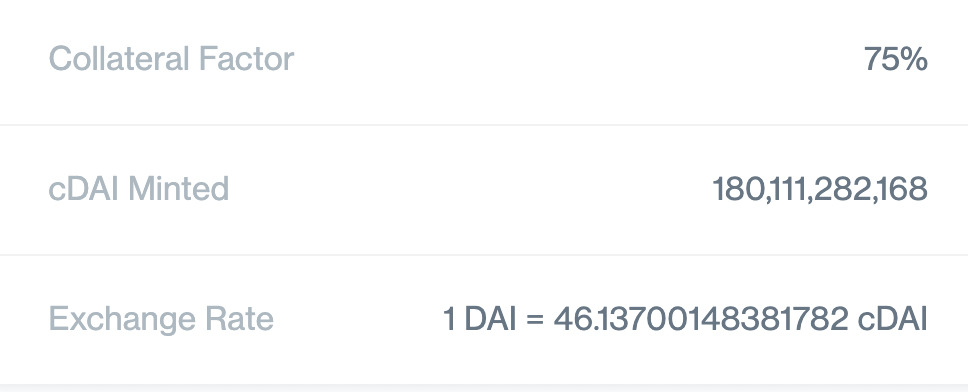 Collateral Factor 75%
cDAI Minted 180,111,282,168
Exchange Rate 1 DAI = 46.13700148381782 cDAI